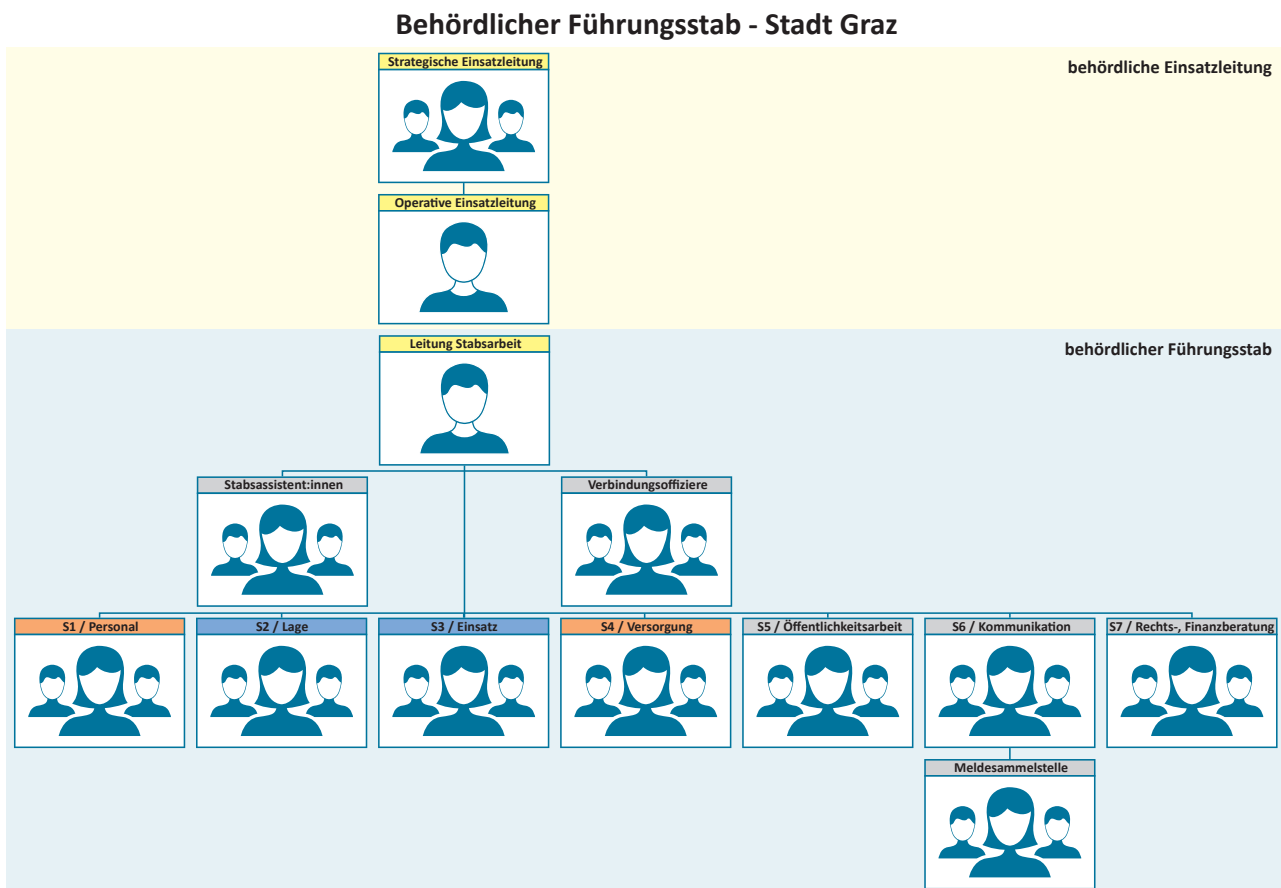 Behördlicher Führungsstab - Stadt Graz
Strategische Einsatzleitung
behördliche Einsatzleitung
Operative Einsatzleitung
Leitung Stabsarbeit
behördlicher Führungsstab
Stabsassistent:innen
Verbindungsoffiziere
S1 / Personal
S2 / Lage
S3 / Einsatz
S4 / Versorgung
S5 / Öffentlichkeitsarbeit
S6 / Kommunikation
S7 / Rechts-, Finanzberatung
Meldesammelstelle